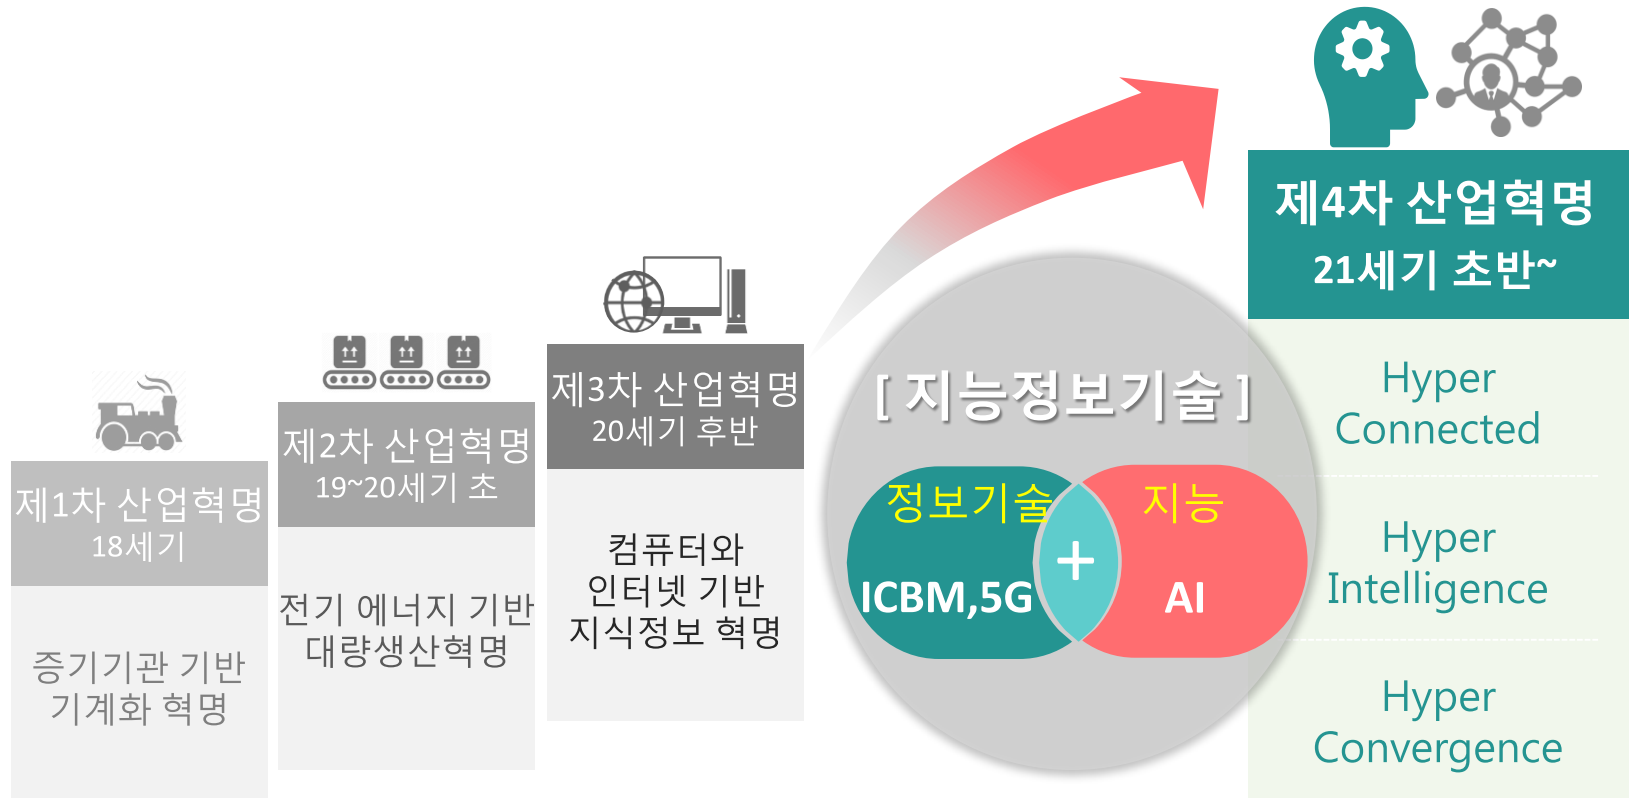 제1차 산업혁명
18세기
증기기관 기반
기계화 혁명
제2차 산업혁명
19~20세기 초
전기 에너지 기반
대량생산혁명
제3차 산업혁명
20세기 후반
컴퓨터와
인터넷 기반
지식정보 혁명
[ 지능정보기술 ]
정보기술
ICBM,5G
+
지능
AI
제4차 산업혁명
21세기 초반~
Hyper
Connected
Hyper
Intelligence
Hyper
Convergence